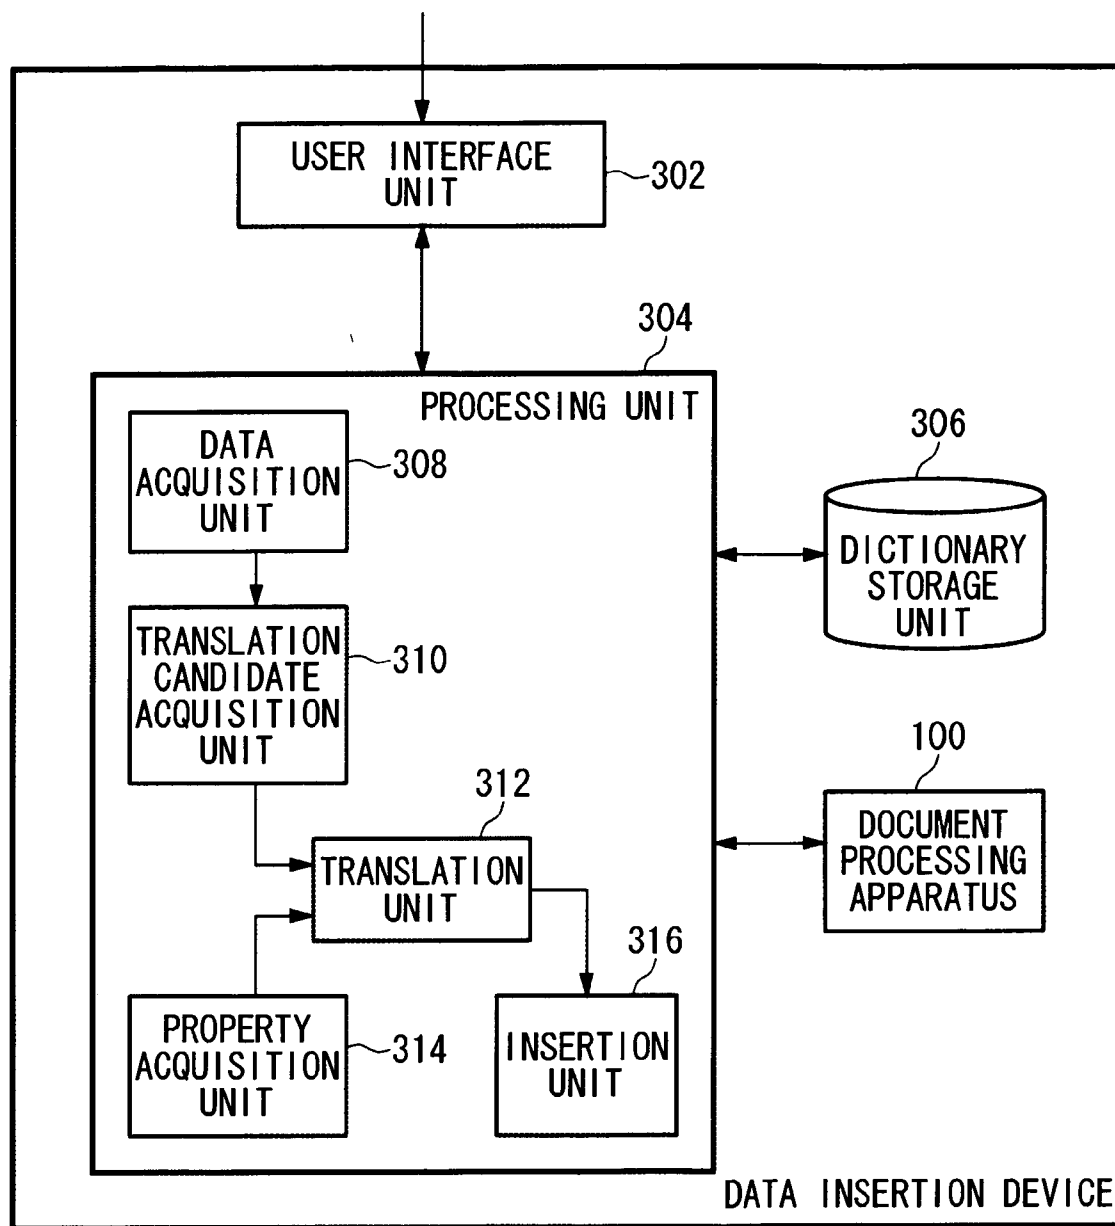 USER INTERFACE
UNIT
302
304
PROCESSING UNIT
DATA
ACQUISITION
UNIT
308
306
DICTIONARY
STORAGE
UNIT
TRANSLATION
CANDIDATE
ACQUISITION
UNIT
310
100
DOCUMENT
PROCESSING
APPARATUS
312
TRANSLATION
UNIT
316
PROPERTY
ACQUISITION
UNIT
314
INSERTION
UNIT
DATA INSERTION DEVICE